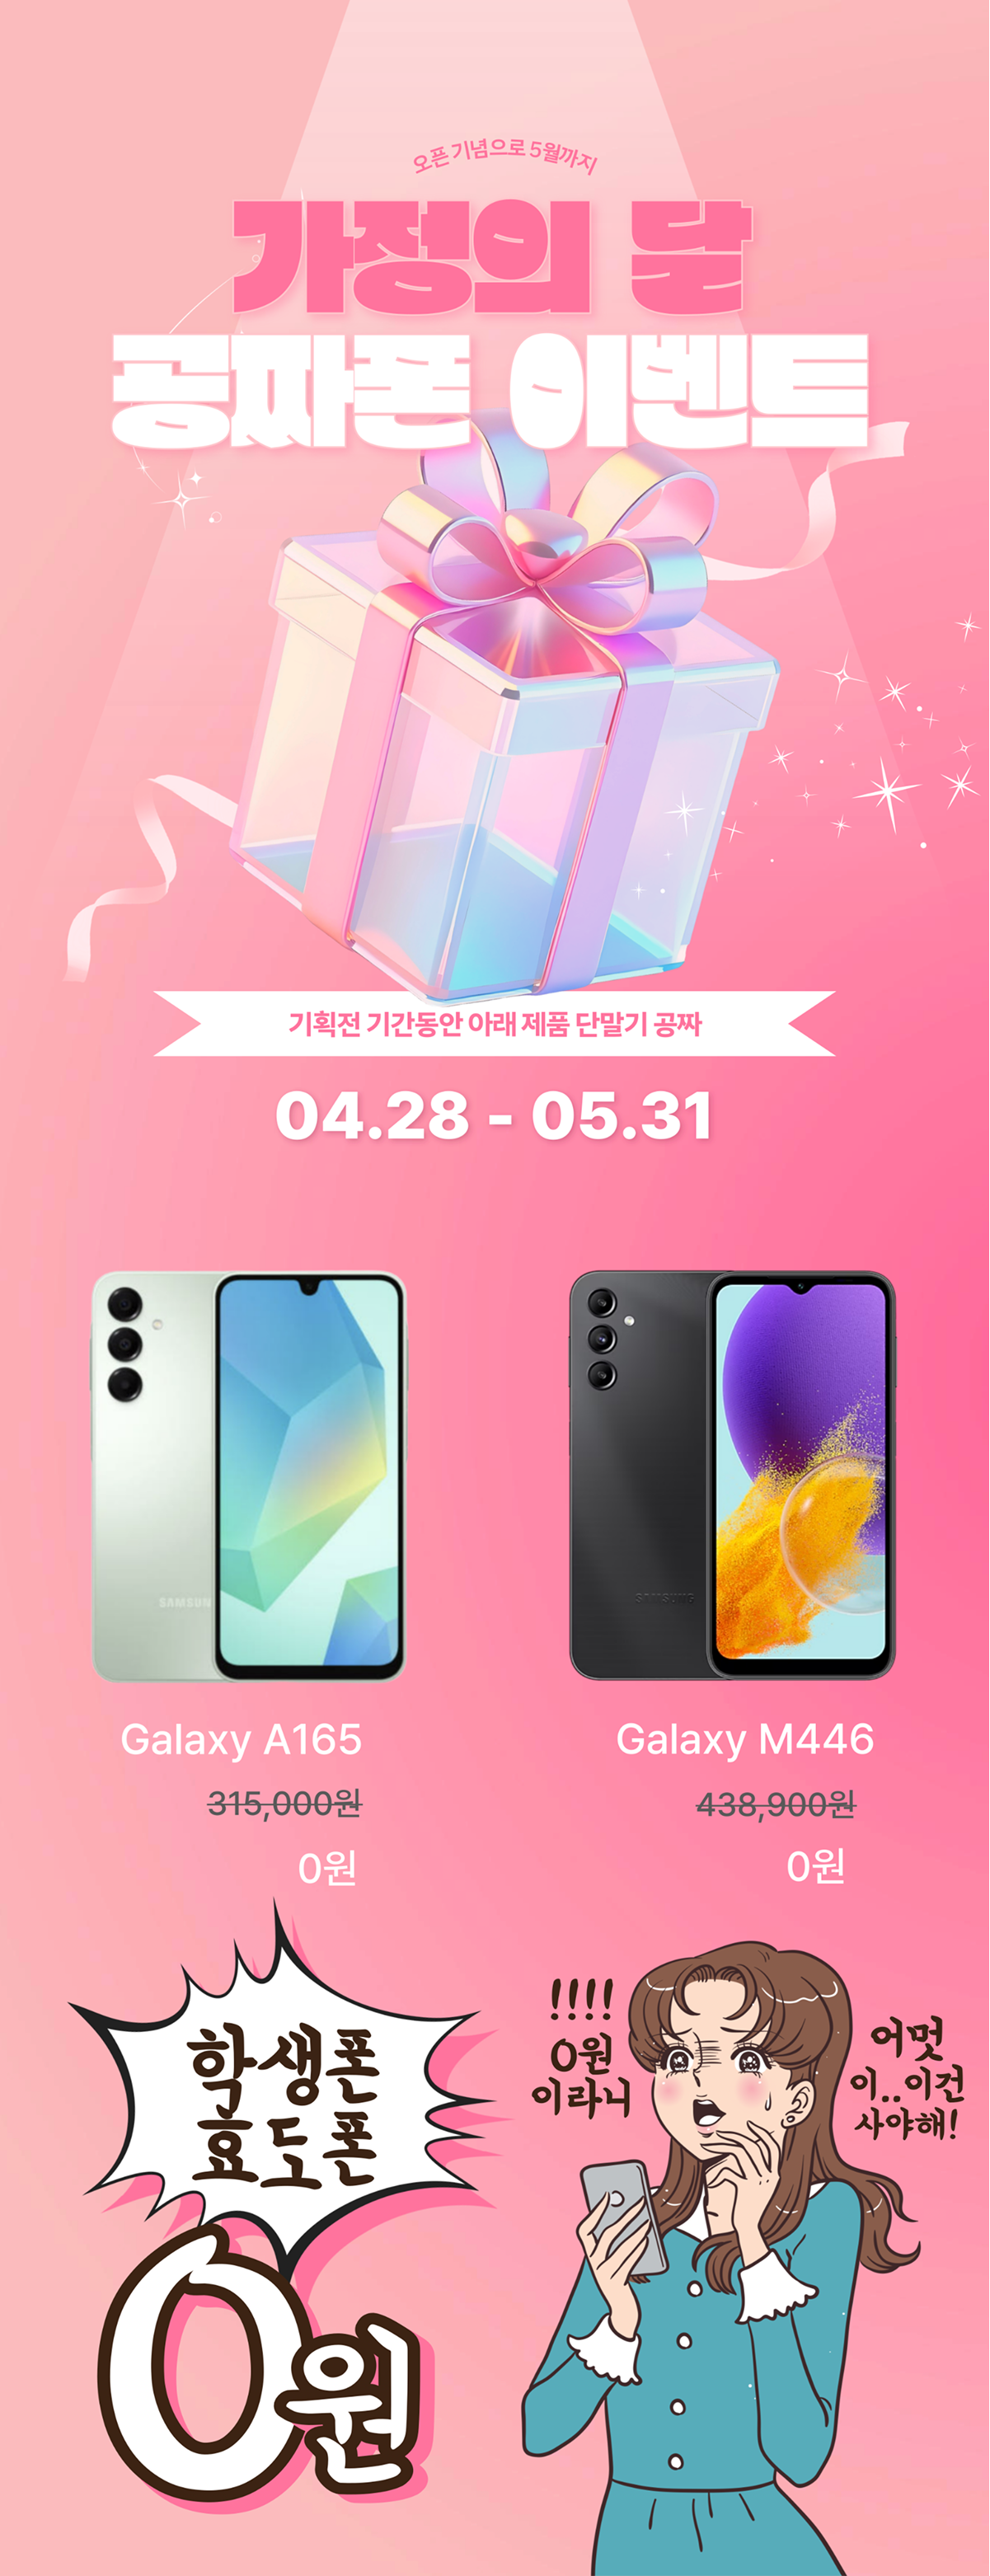 오픈 기념으로 5월까지
가정의 달
공짜폰 이벤트
기획전 기간동안 아래 제품 단말기 공짜
04.28 - 05.31
SAMSUN
SAMSUNG
Galaxy A165
315,000원
0원
Galaxy M446
438,900원
0원
학생폰
효도폰
0원
!!!!
0원
이라니
어멋
이..이건
사야해!